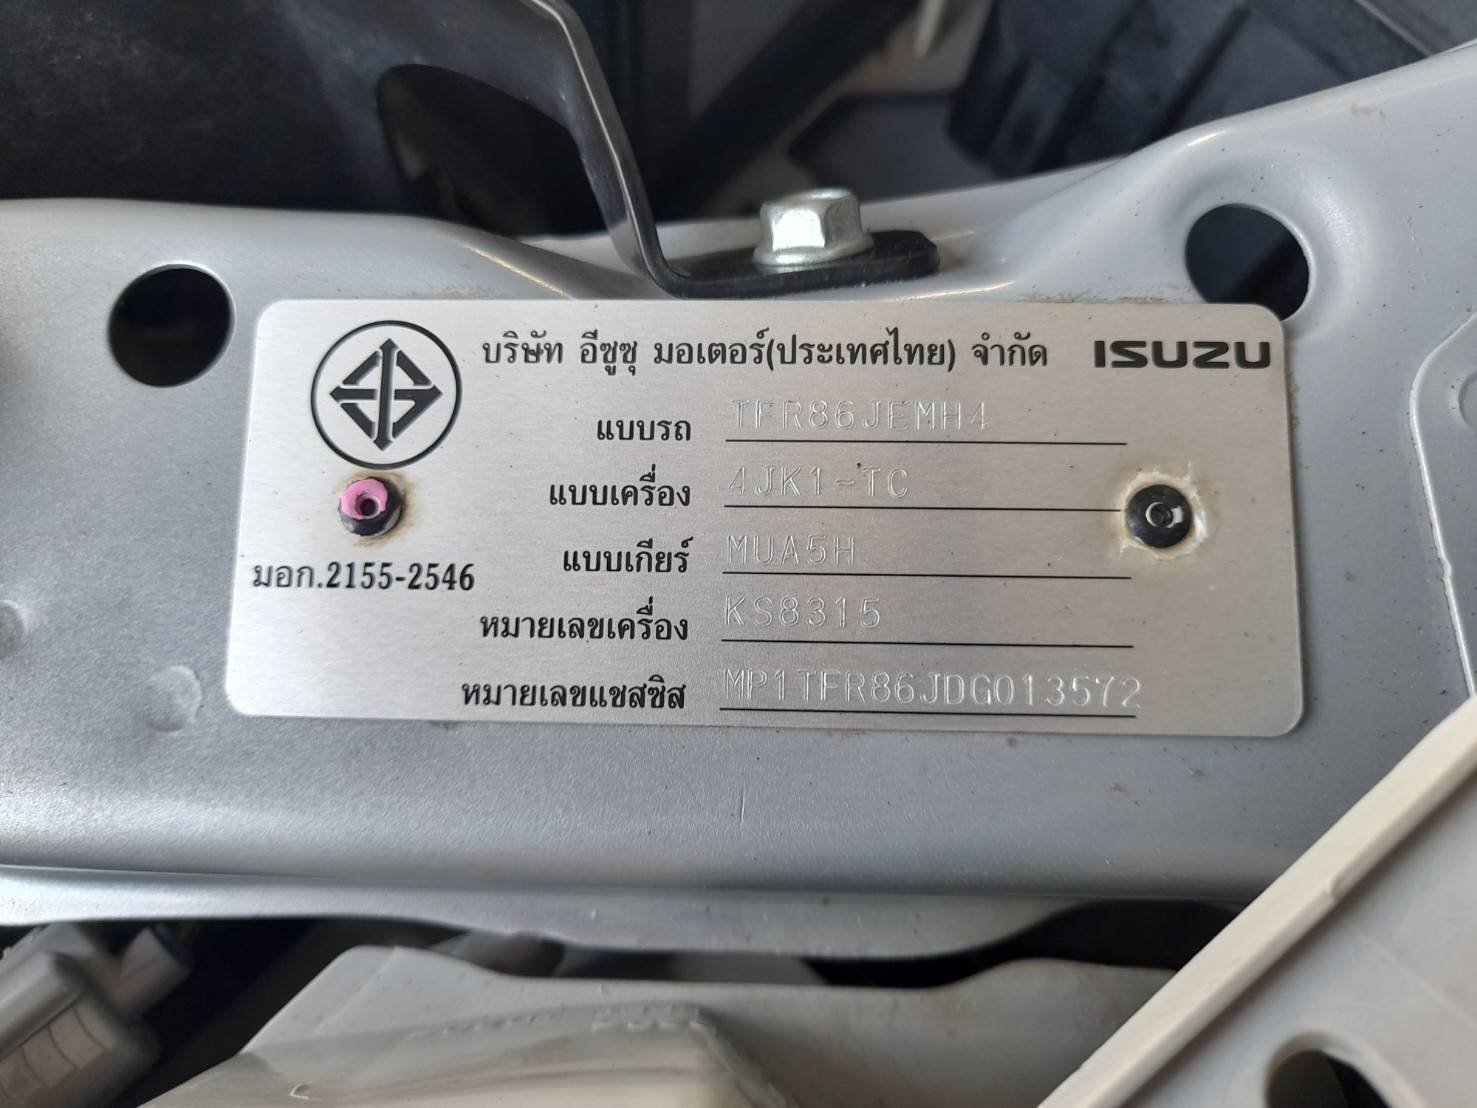 บริษัท อีซูซุ มอเตอร์(ประเทศไทย) จำกัด ISUZU
แบบรถ TFR86JEMH4
แบบเครื่อง 4JK1-TC
แบบเกียร์ MUA5H
มอก.2155-2546
หมายเลขเครื่อง KS8315
หมายเลขแชสซิส MP1TFR86JDG013572